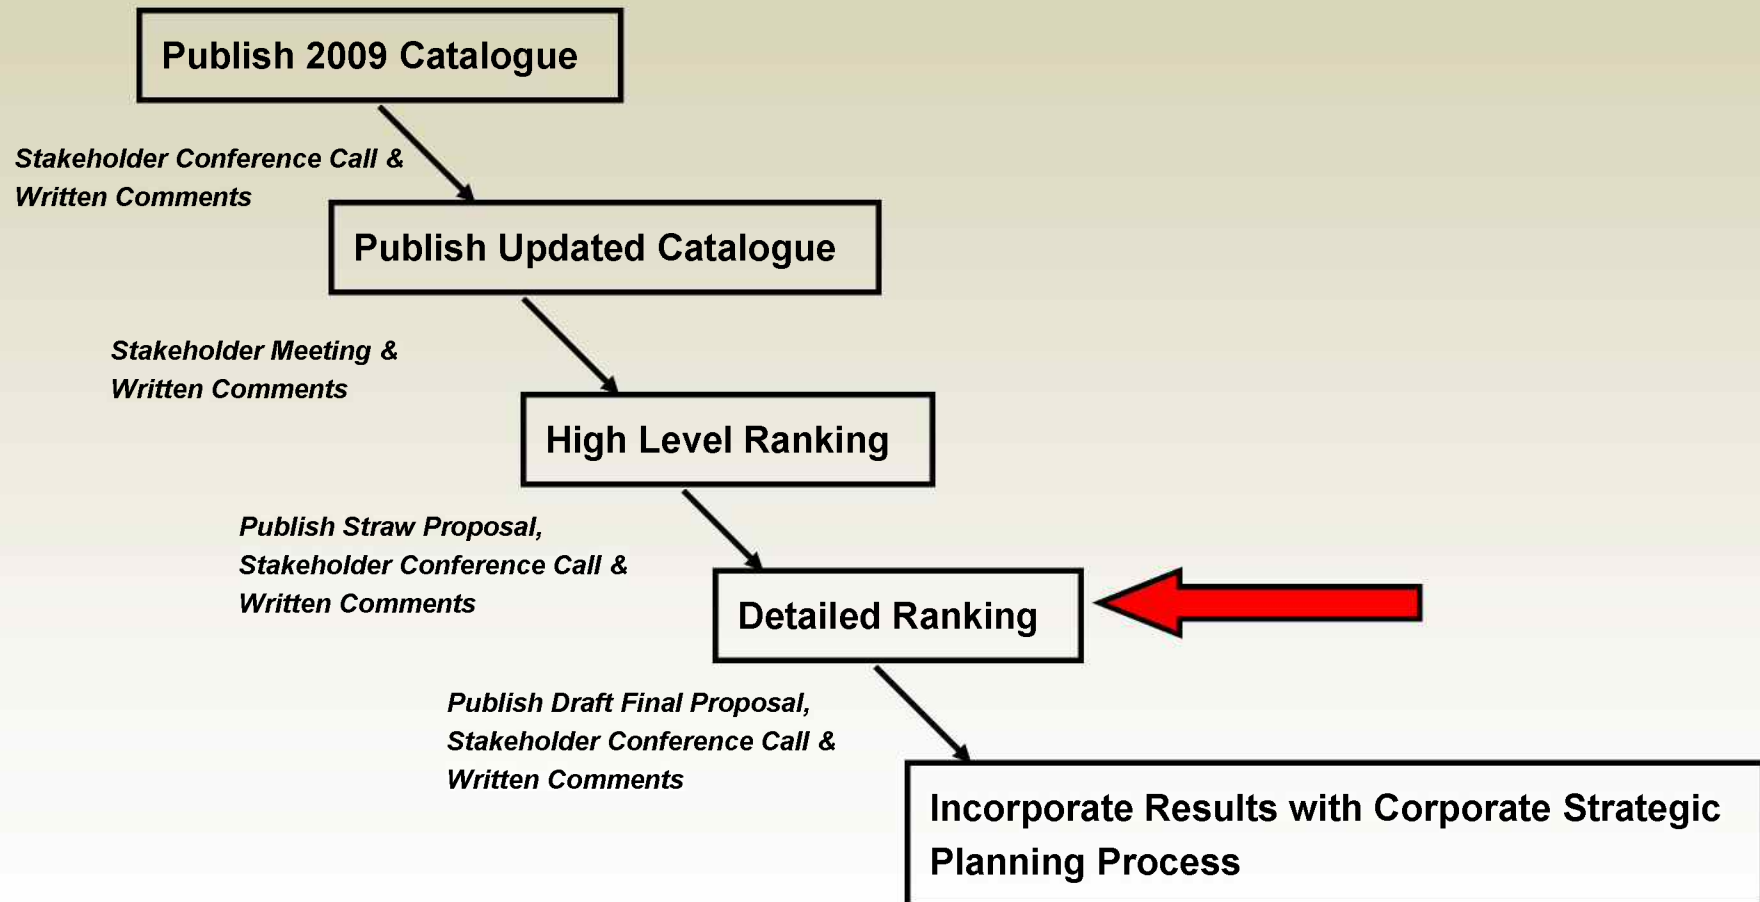 Publish 2009 Catalogue
Stakeholder Conference Call &
Written Comments
Publish Updated Catalogue
Stakeholder Meeting &
Written Comments
High Level Ranking
Publish Straw Proposal,
Stakeholder Conference Call &
Written Comments
Detailed Ranking
Publish Draft Final Proposal,
Stakeholder Conference Call &
Written Comments
Incorporate Results with Corporate Strategic
Planning Process